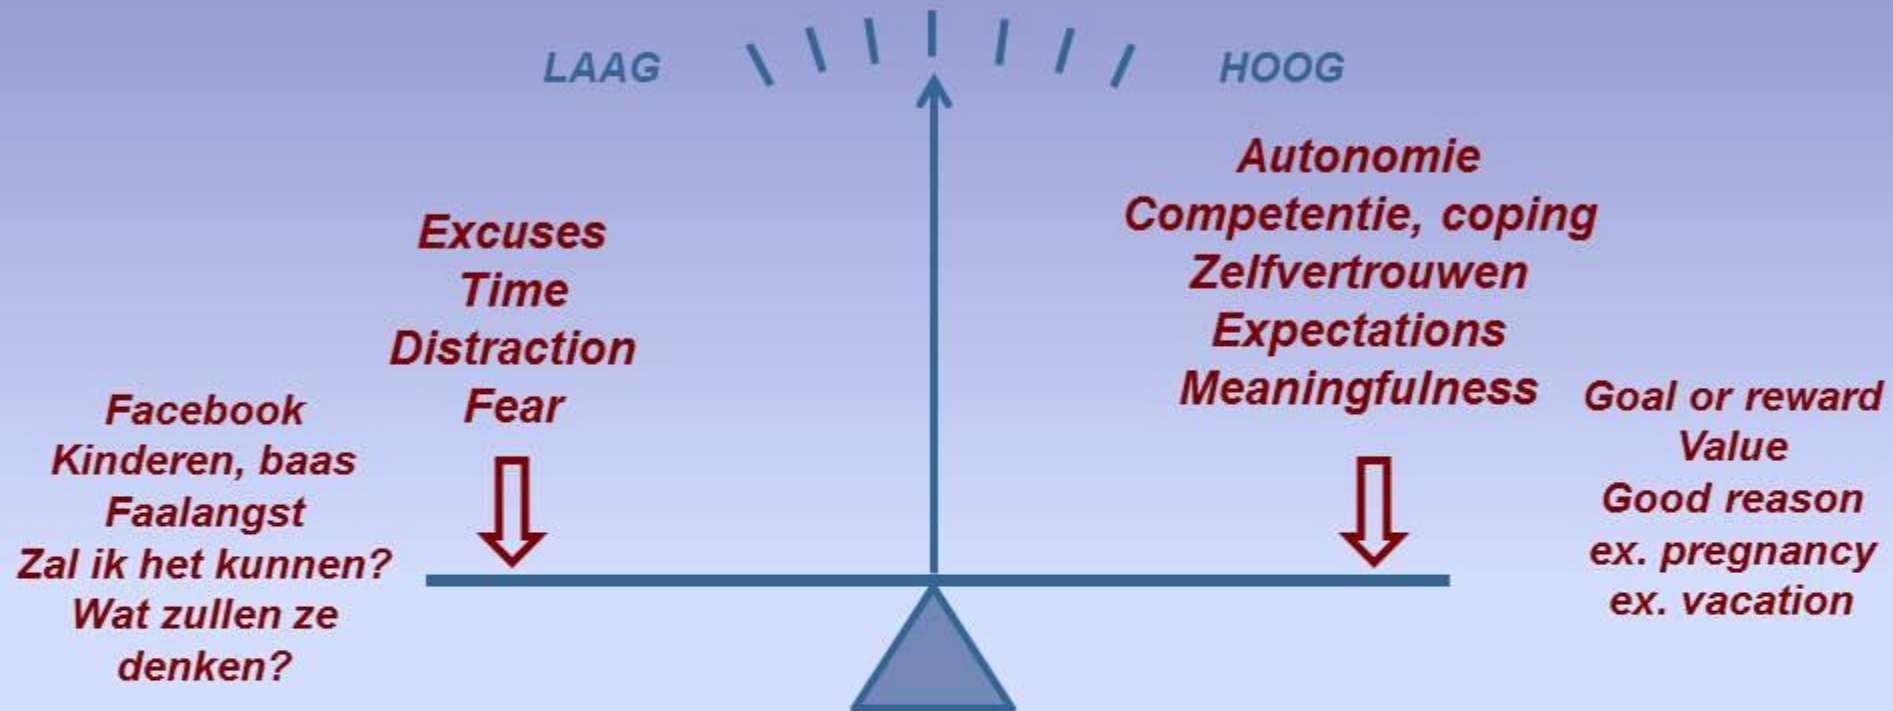 LAAG
HOOG
Excuses
Time
Distraction
Fear
Facebook
Kinderen, baas
Faalangst
Zal ik het kunnen?
Wat zullen ze
denken?
Autonomie
Competentie, coping
Zelfvertrouwen
Expectations
Meaningfulness
Goal or reward
Value
Good reason
ex. pregnancy
ex. vacation